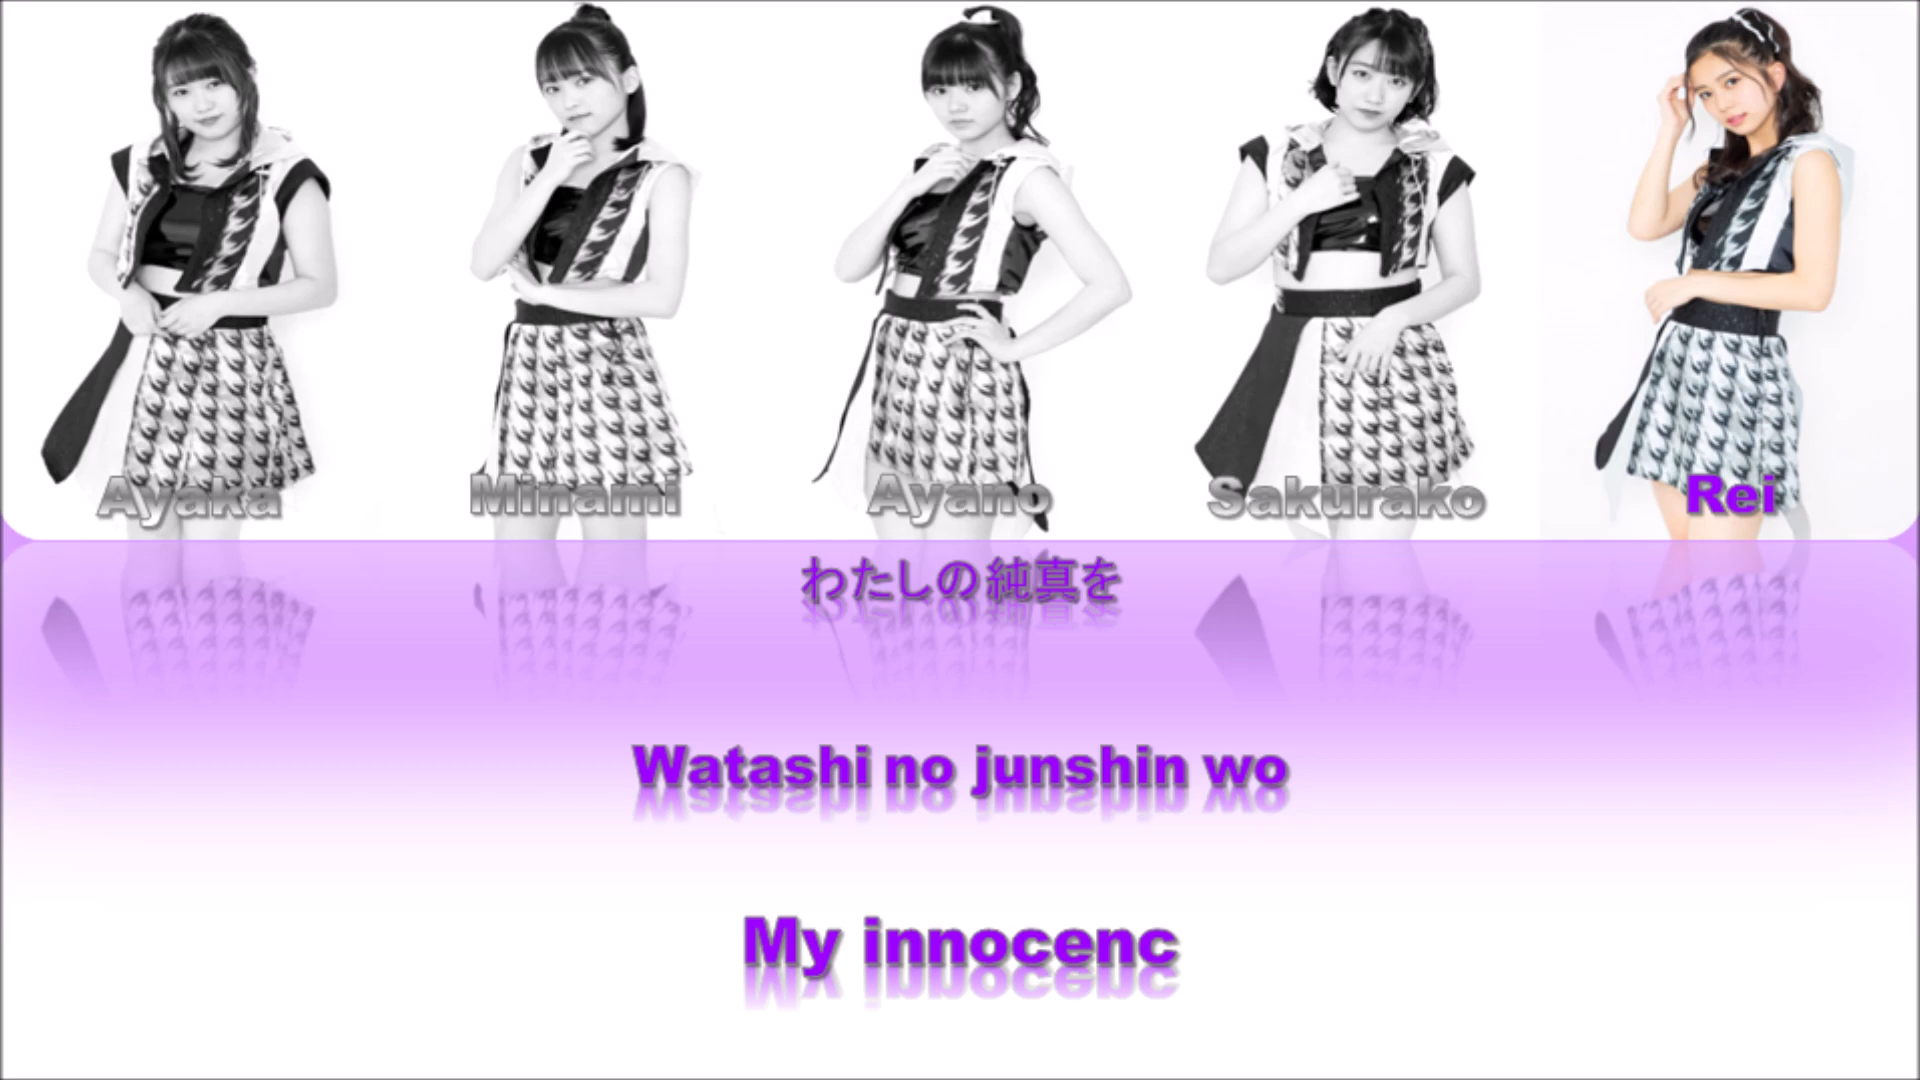 Ayaka Minami Ayano Sakurako Rei
わたしの純真を
Watashi no junshin wo
My innocenc